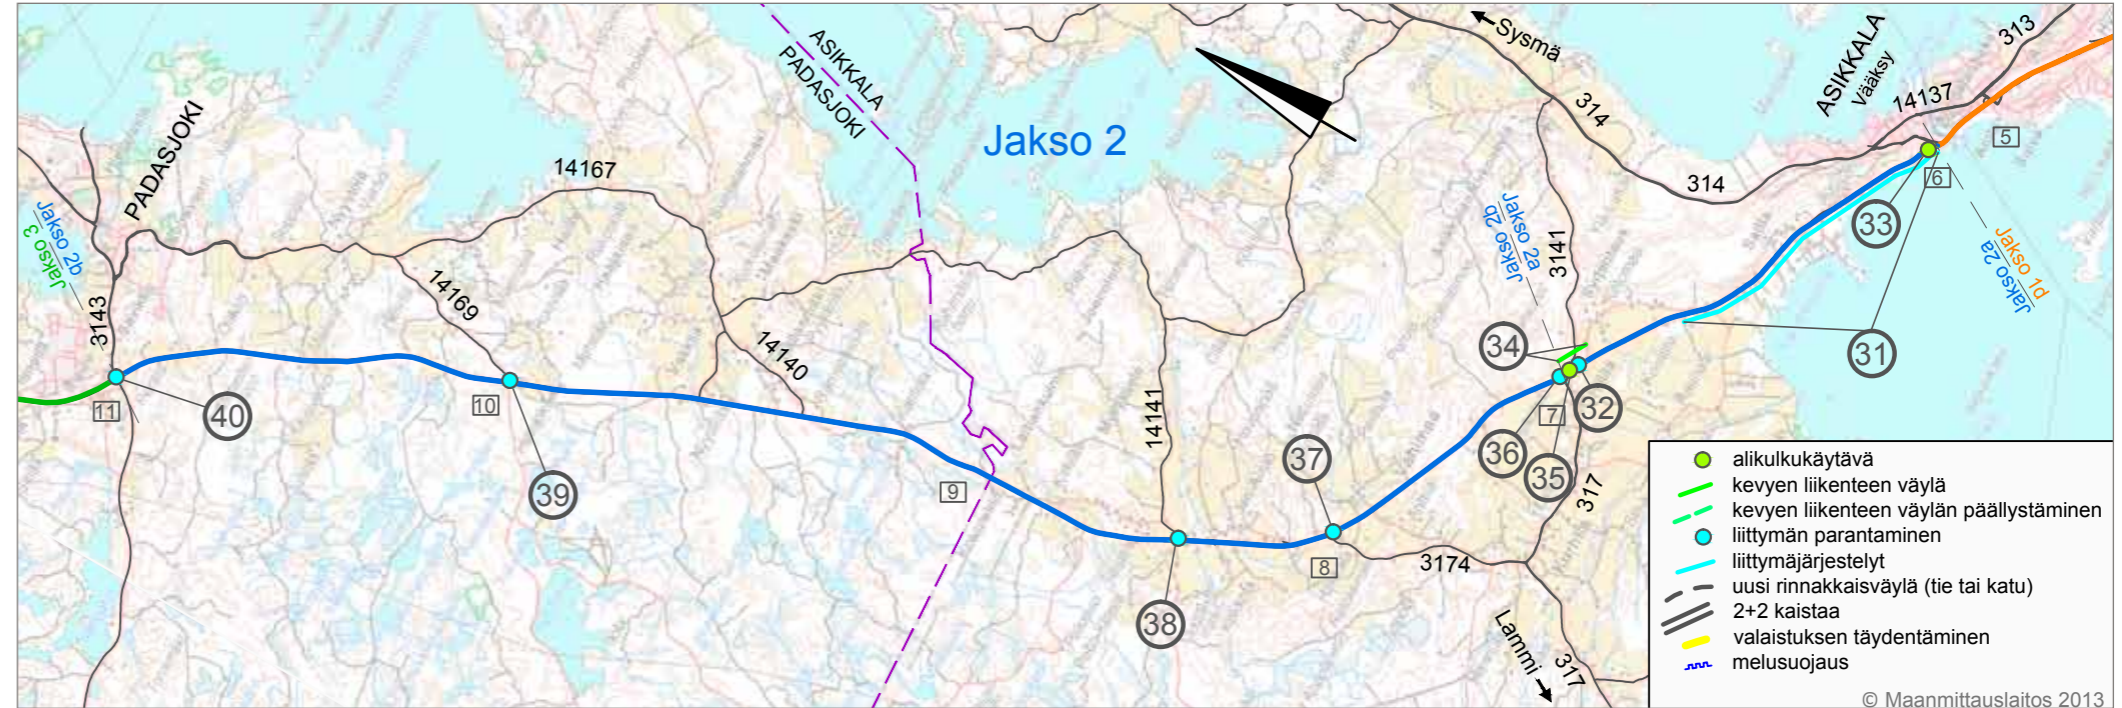 ASIKKALA
PADASJOKI
Jakso 2
Sysmä
314
314
ASIKKALA
Vääksy
313
14137
5
6
33
31
Jakso 1d
Jakso 2a
PADASJOKI
Jakso 2b
Jakso 3
3143
11
40
14167
14169
10
39
14140
9
14141
38
37
8
3174
Jakso 2a
Jakso 2b
3141
34
7
32
36
35
317
Lammi
317
alikulkukäytävä
kevyen liikenteen väylä
kevyen liikenteen väylän päällystäminen
liittymän parantaminen
liittymäjärjestelyt
uusi rinnakkaisväylä (tie tai katu)
2+2 kaistaa
valaistuksen täydentäminen
melusuojaus
© Maanmittauslaitos 2013